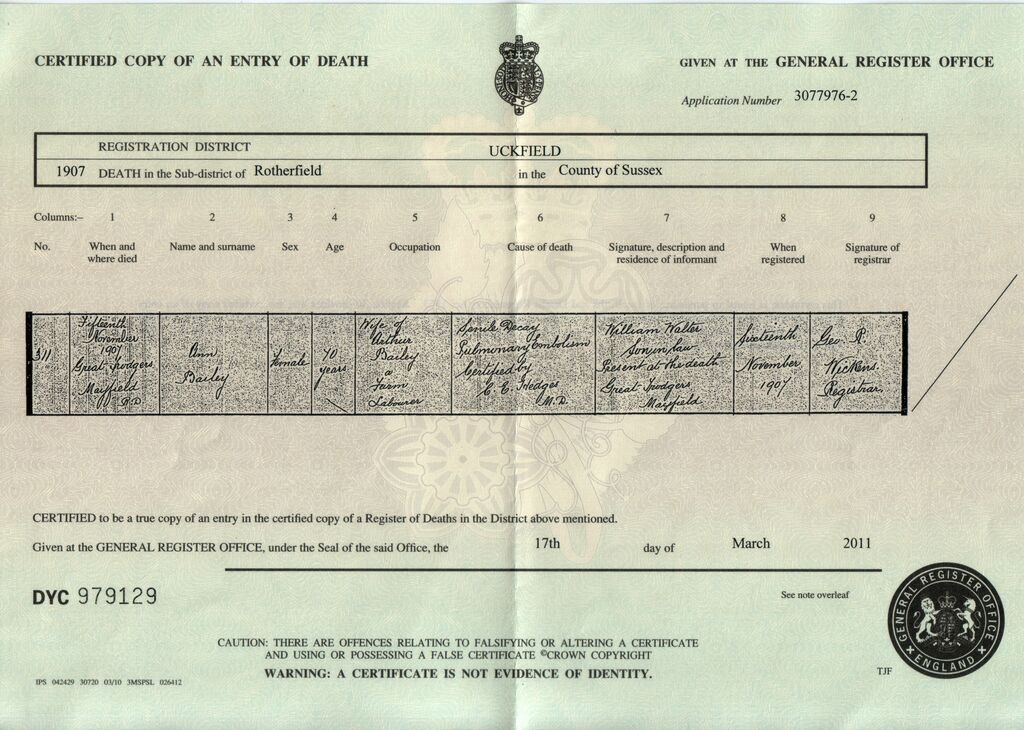 CERTIFIED COPY OF AN ENTRY OF DEATH
GIVEN AT THE GENERAL REGISTER OFFICE
Application Number 3077976-2
REGISTRATION DISTRICT UCKFIELD
1907 DEATH in the Sub-district of Rotherfield in the County of Sussex
Columns:– 1 2 3 4 5 6 7 8 9
No. When and where died Name and surname Sex Age Occupation Cause of death Signature, description and residence of informant When registered Signature of registrar
311
Fifteenth
November
1907
Great
Mayfield
R.D
Ann
Bailey
Female
70
years
Wife of
Arthur
Bailey
a
Farm
Labourer
Senile Decay
Pulmonary Embolism
Certified by
C E Hedges
M.D.
William Walter
Son in law
Present at the death
Great
Mayfield
Sixteenth
November
1907
Geo. R.
Wickens.
Registrar.
CERTIFIED to be a true copy of an entry in the certified copy of a Register of Deaths in the District above mentioned.
Given at the GENERAL REGISTER OFFICE, under the Seal of the said Office, the 17th day of March 2011
DYC 979129
See note overleaf
CAUTION: THERE ARE OFFENCES RELATING TO FALSIFYING OR ALTERING A CERTIFICATE
AND USING OR POSSESSING A FALSE CERTIFICATE ©CROWN COPYRIGHT
WARNING: A CERTIFICATE IS NOT EVIDENCE OF IDENTITY.
IPS 042429 30720 03/10 3MSPSL 026412
TJF
GENERAL REGISTER OFFICE
ENGLAND